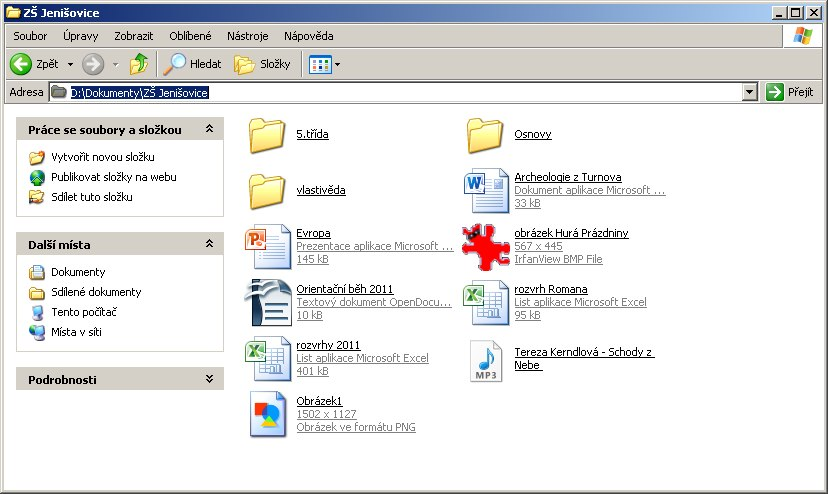 ZŠ Jenišovice
Soubor Úpravy Zobrazit Oblíbené Nástroje Nápověda
Zpět Hledat Složky
Adresa D:\Dokumenty\ZŠ Jenišovice Přejít
Práce se soubory a složkou
Vytvořit novou složku
Publikovat složky na webu
Sdílet tuto složku
Další místa
Dokumenty
Sdílené dokumenty
Tento počítač
Místa v síti
Podrobnosti
5.třída
Osnovy
vlastivěda
Archeologie z Turnova
Dokument aplikace Microsoft ...
33 kB
Evropa
Prezentace aplikace Microsoft ...
145 kB
obrázek Hurá Prázdniny
567 x 445
IrfanView BMP File
Orientační běh 2011
Textový dokument OpenDocu...
10 kB
rozvrh Romana
List aplikace Microsoft Excel
95 kB
rozvrhy 2011
List aplikace Microsoft Excel
401 kB
MP3
Tereza Kerndlová - Schody z
Nebe
Obrázek1
1502 x 1127
Obrázek ve formátu PNG